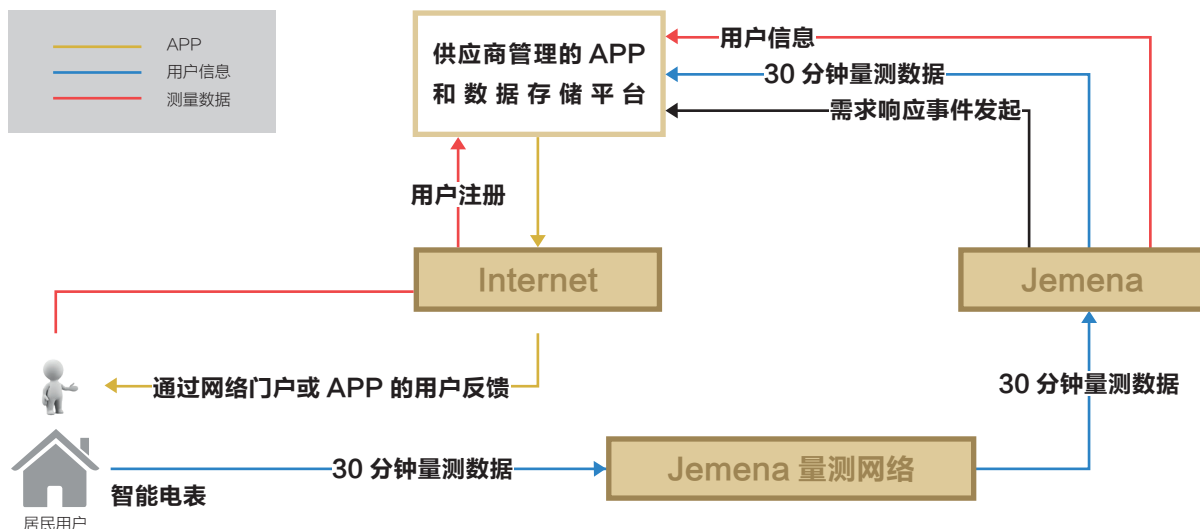 APP
用户信息
测量数据
供应商管理的 APP
和数据存储平台
用户信息
30 分钟量测数据
需求响应事件发起
用户注册
Internet
Jemena
通过网络门户或 APP 的用户反馈
30 分钟量测数据
30 分钟量测数据
Jemena 量测网络
智能电表
居民用户